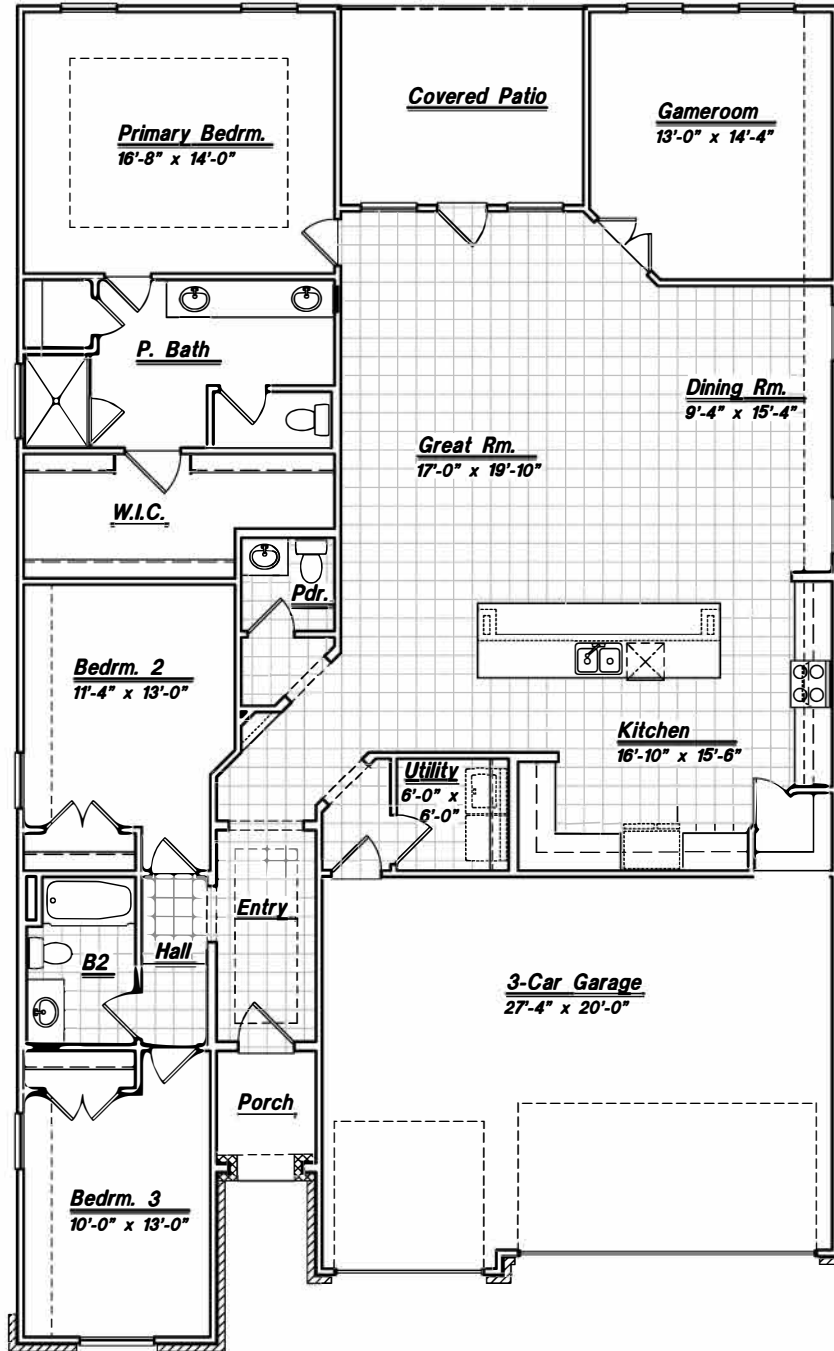 Covered Patio
Gameroom
13'-0" x 14'-4"
Primary Bedrm.
16'-8" x 14'-0"
P. Bath
Dining Rm.
9'-4" x 15'-4"
Great Rm.
17'-0" x 19'-10"
W.I.C.
Pdr.
Bedrm. 2
11'-4" x 13'-0"
Kitchen
16'-10" x 15'-6"
Utility
6'-0" x
6'-0"
Entry
B2
Hall
3-Car Garage
27'-4" x 20'-0"
Porch
Bedrm. 3
10'-0" x 13'-0"